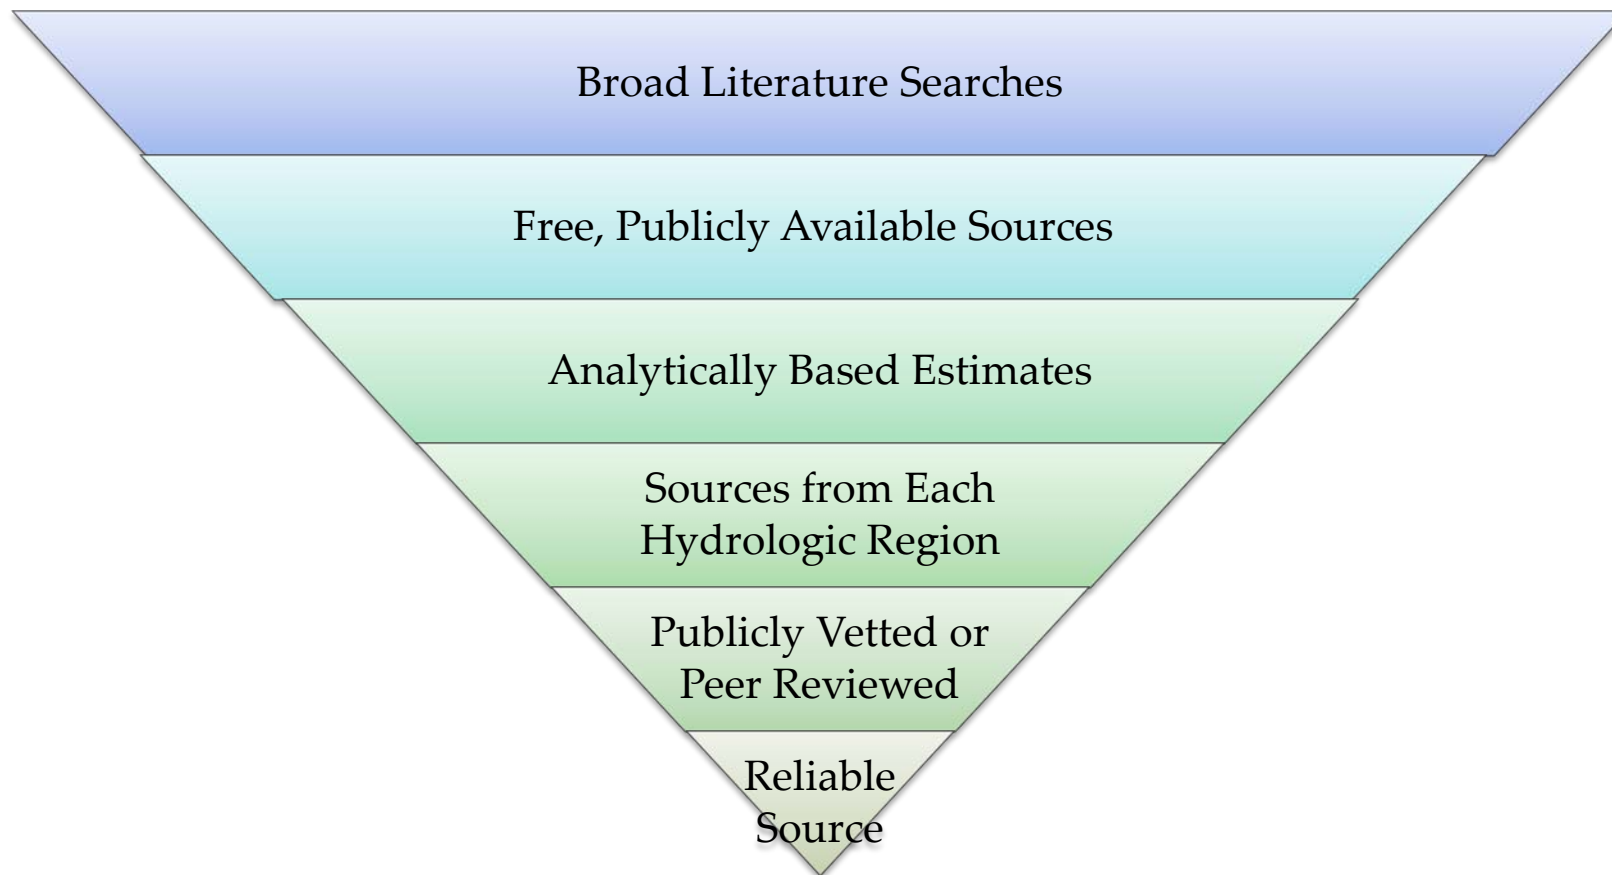 Broad Literature Searches
Free, Publicly Available Sources
Analytically Based Estimates
Sources from Each
Hydrologic Region
Publicly Vetted or
Peer Reviewed
Reliable
Source